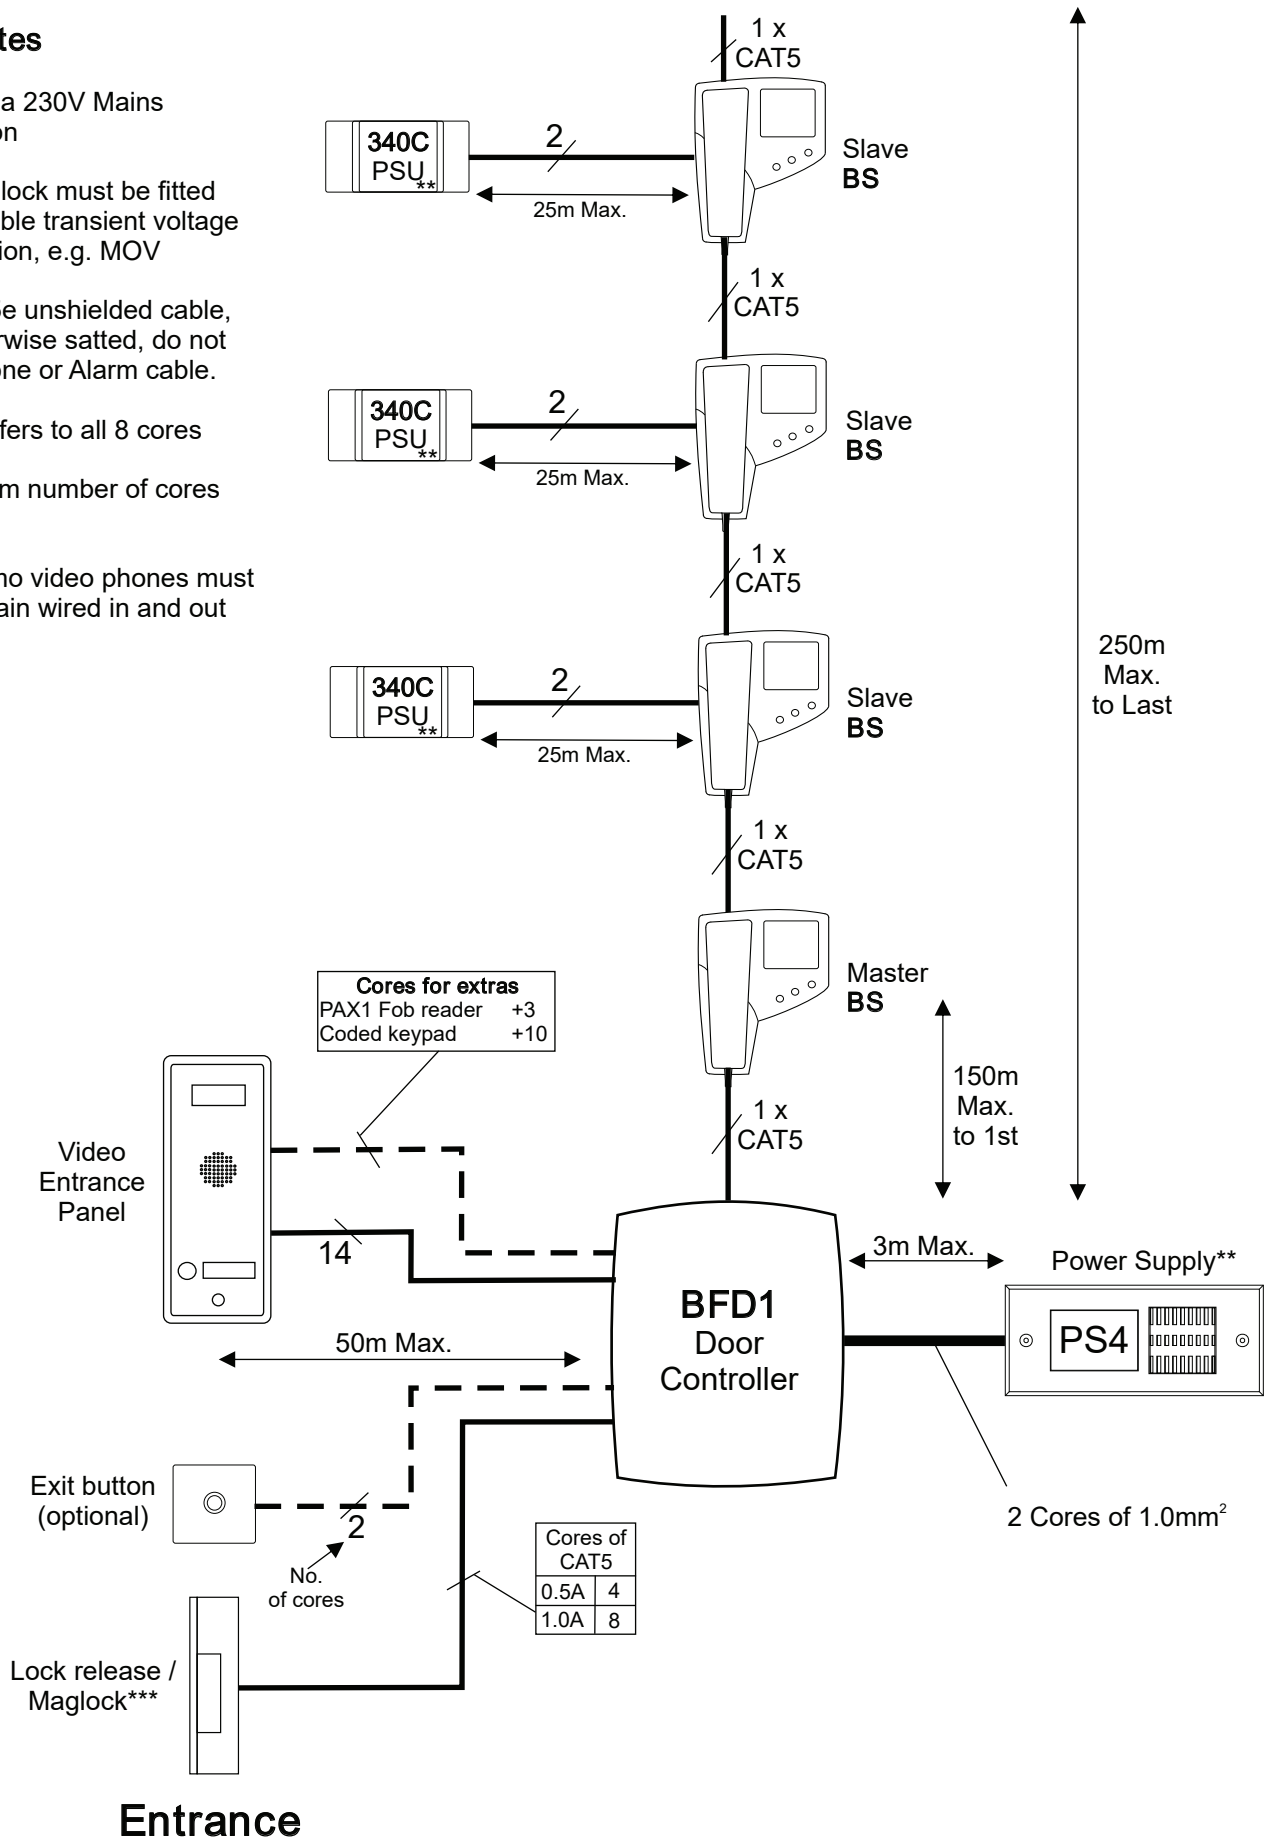 tes
a 230V Mains
on
lock must be fitted
ble transient voltage
ion, e.g. MOV
5e unshielded cable,
rwise satted, do not
one or Alarm cable.
fers to all 8 cores
m number of cores
no video phones must
ain wired in and out
1 x
CAT5
340C
PSU
**
2
25m Max.
Slave
BS
1 x
CAT5
340C
PSU
**
2
25m Max.
Slave
BS
1 x
CAT5
340C
PSU
**
2
25m Max.
Slave
BS
250m
Max.
to Last
1 x
CAT5
Master
BS
150m
Max.
to 1st
1 x
CAT5
Cores for extras
PAX1 Fob reader +3
Coded keypad +10
Video
Entrance
Panel
14
50m Max.
BFD1
Door
Controller
3m Max.
Power Supply**
PS4
2 Cores of 1.0mm²
Exit button
(optional)
2
No.
of cores
Cores of
CAT5
0.5A 4
1.0A 8
Lock release /
Maglock***
Entrance